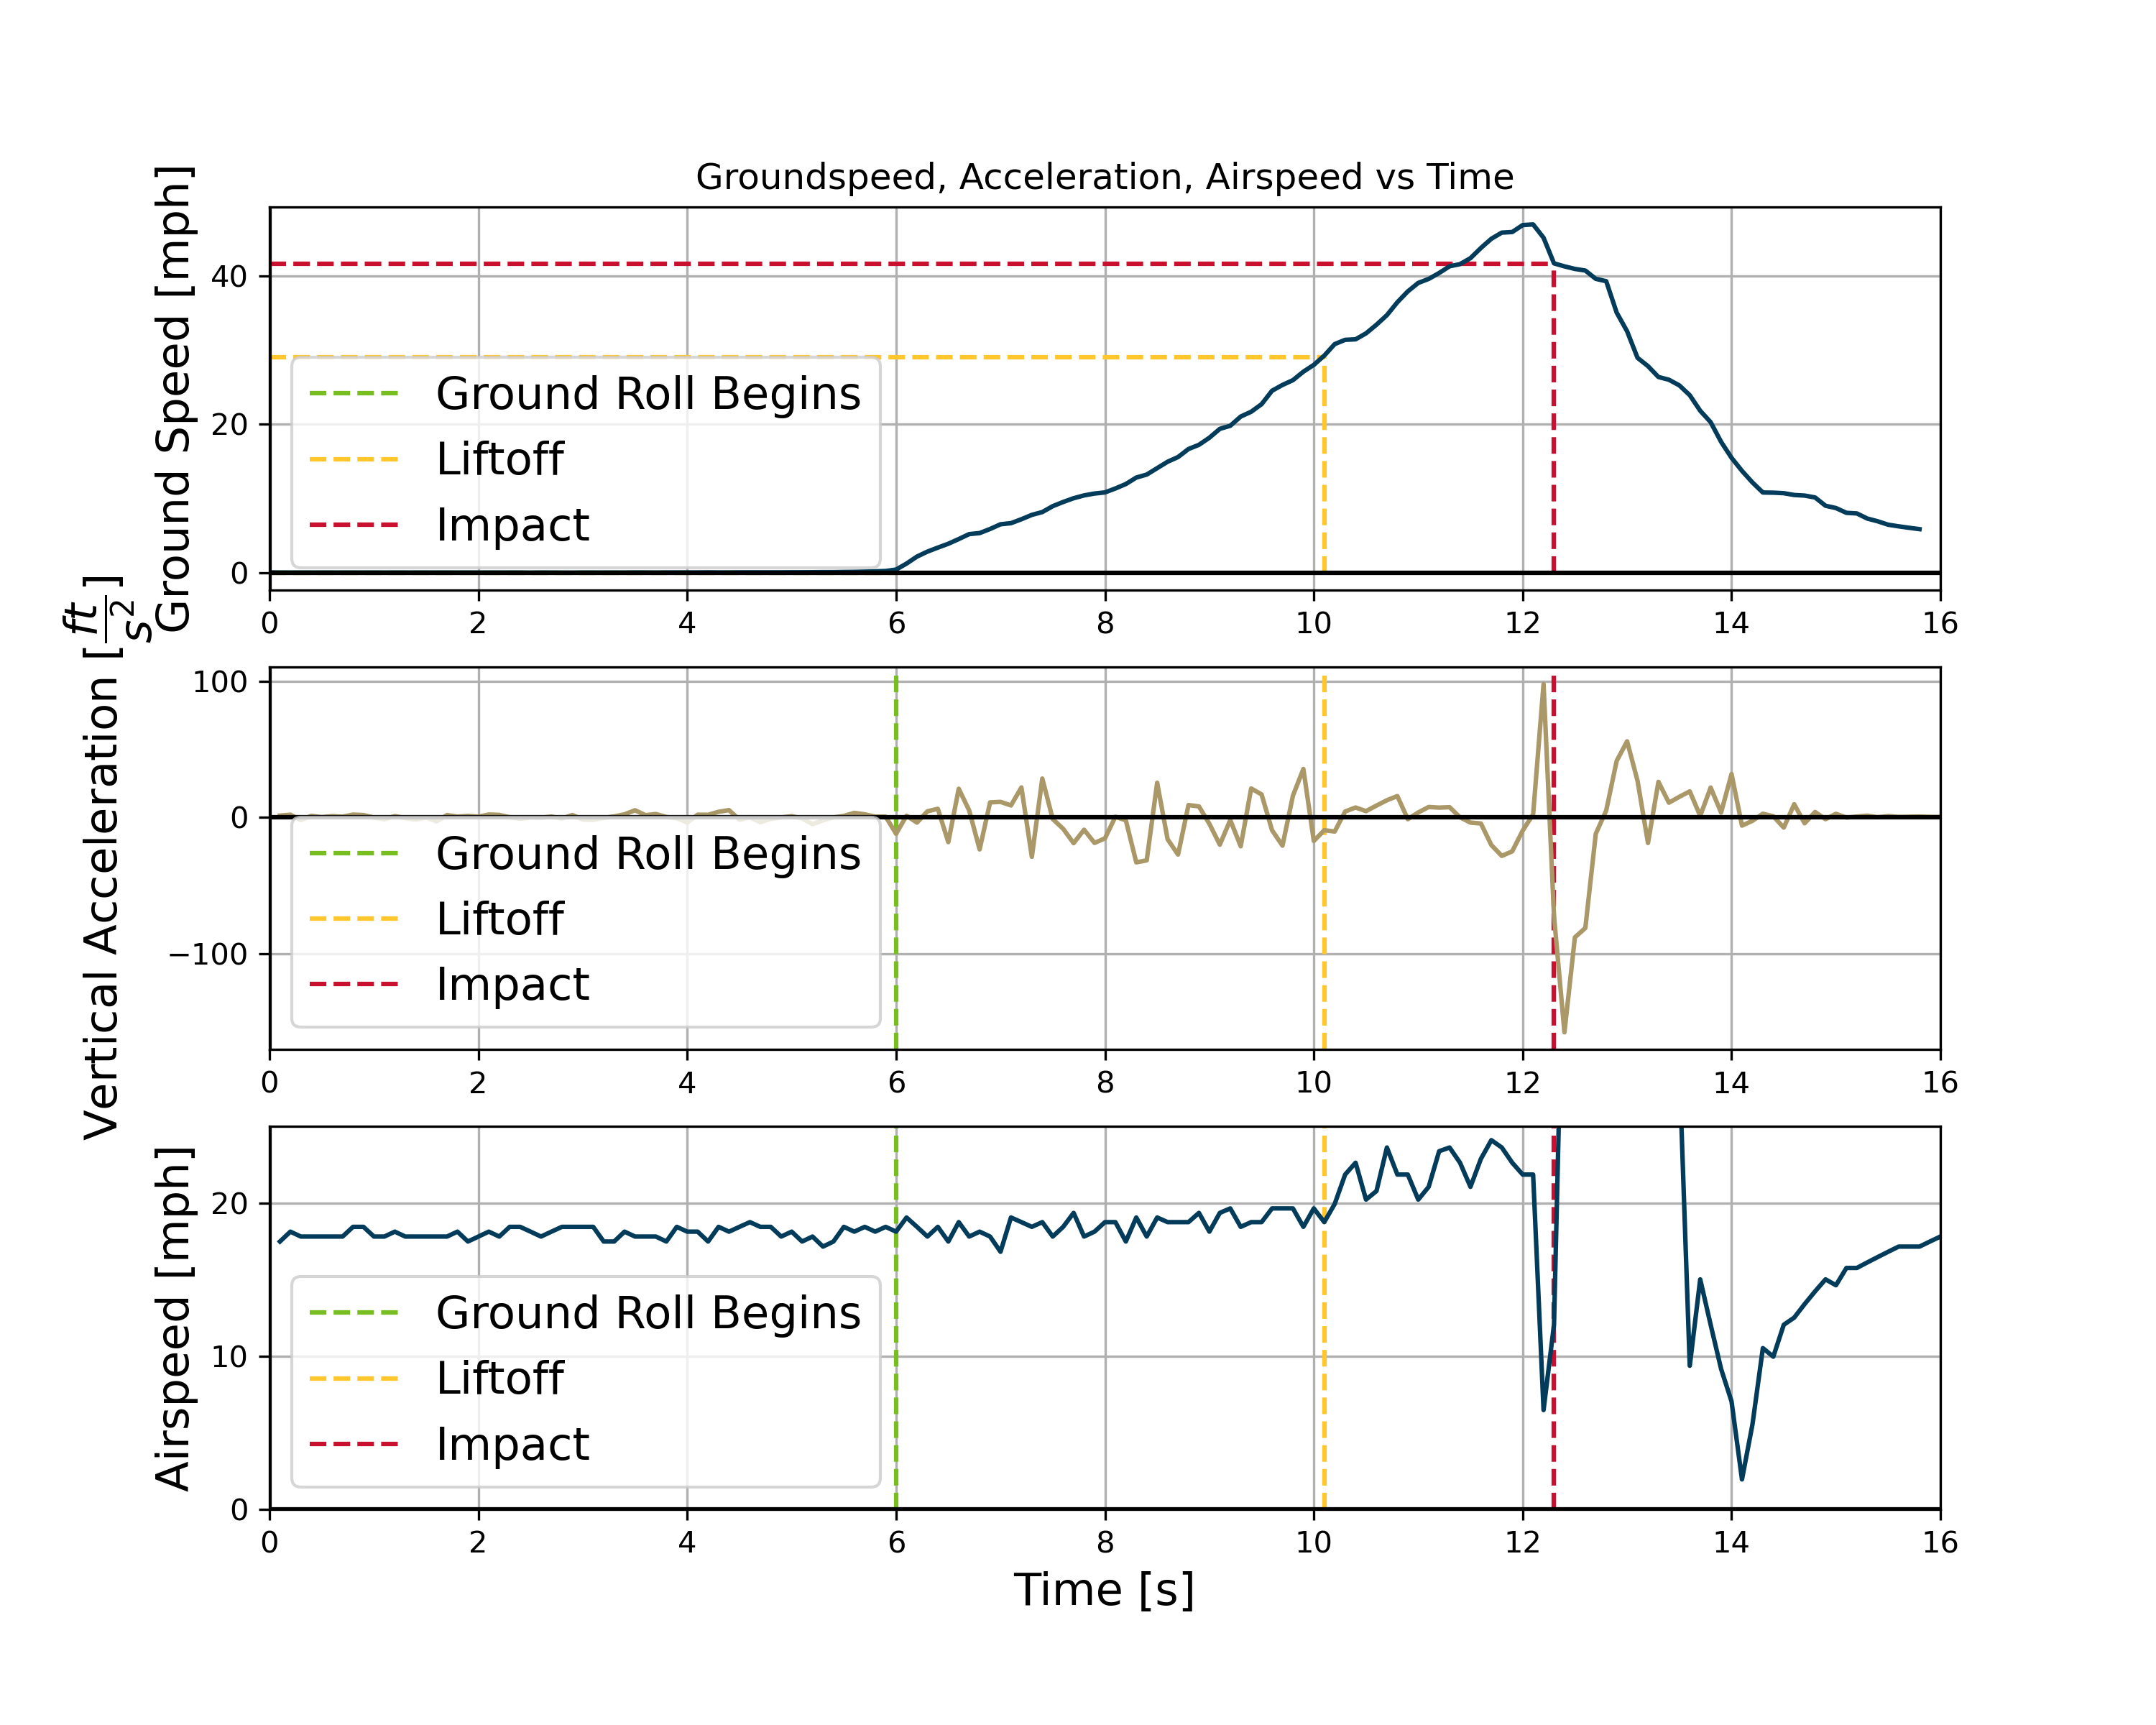 Groundspeed, Acceleration, Airspeed vs Time
Ground Speed [mph]
40
20
0
Ground Roll Begins
Liftoff
Impact
0 2 4 6 8 10 12 14 16
Vertical Acceleration [ft/s²]
100
0
−100
Ground Roll Begins
Liftoff
Impact
0 2 4 6 8 10 12 14 16
Airspeed [mph]
20
10
0
Ground Roll Begins
Liftoff
Impact
0 2 4 6 8 10 12 14 16
Time [s]